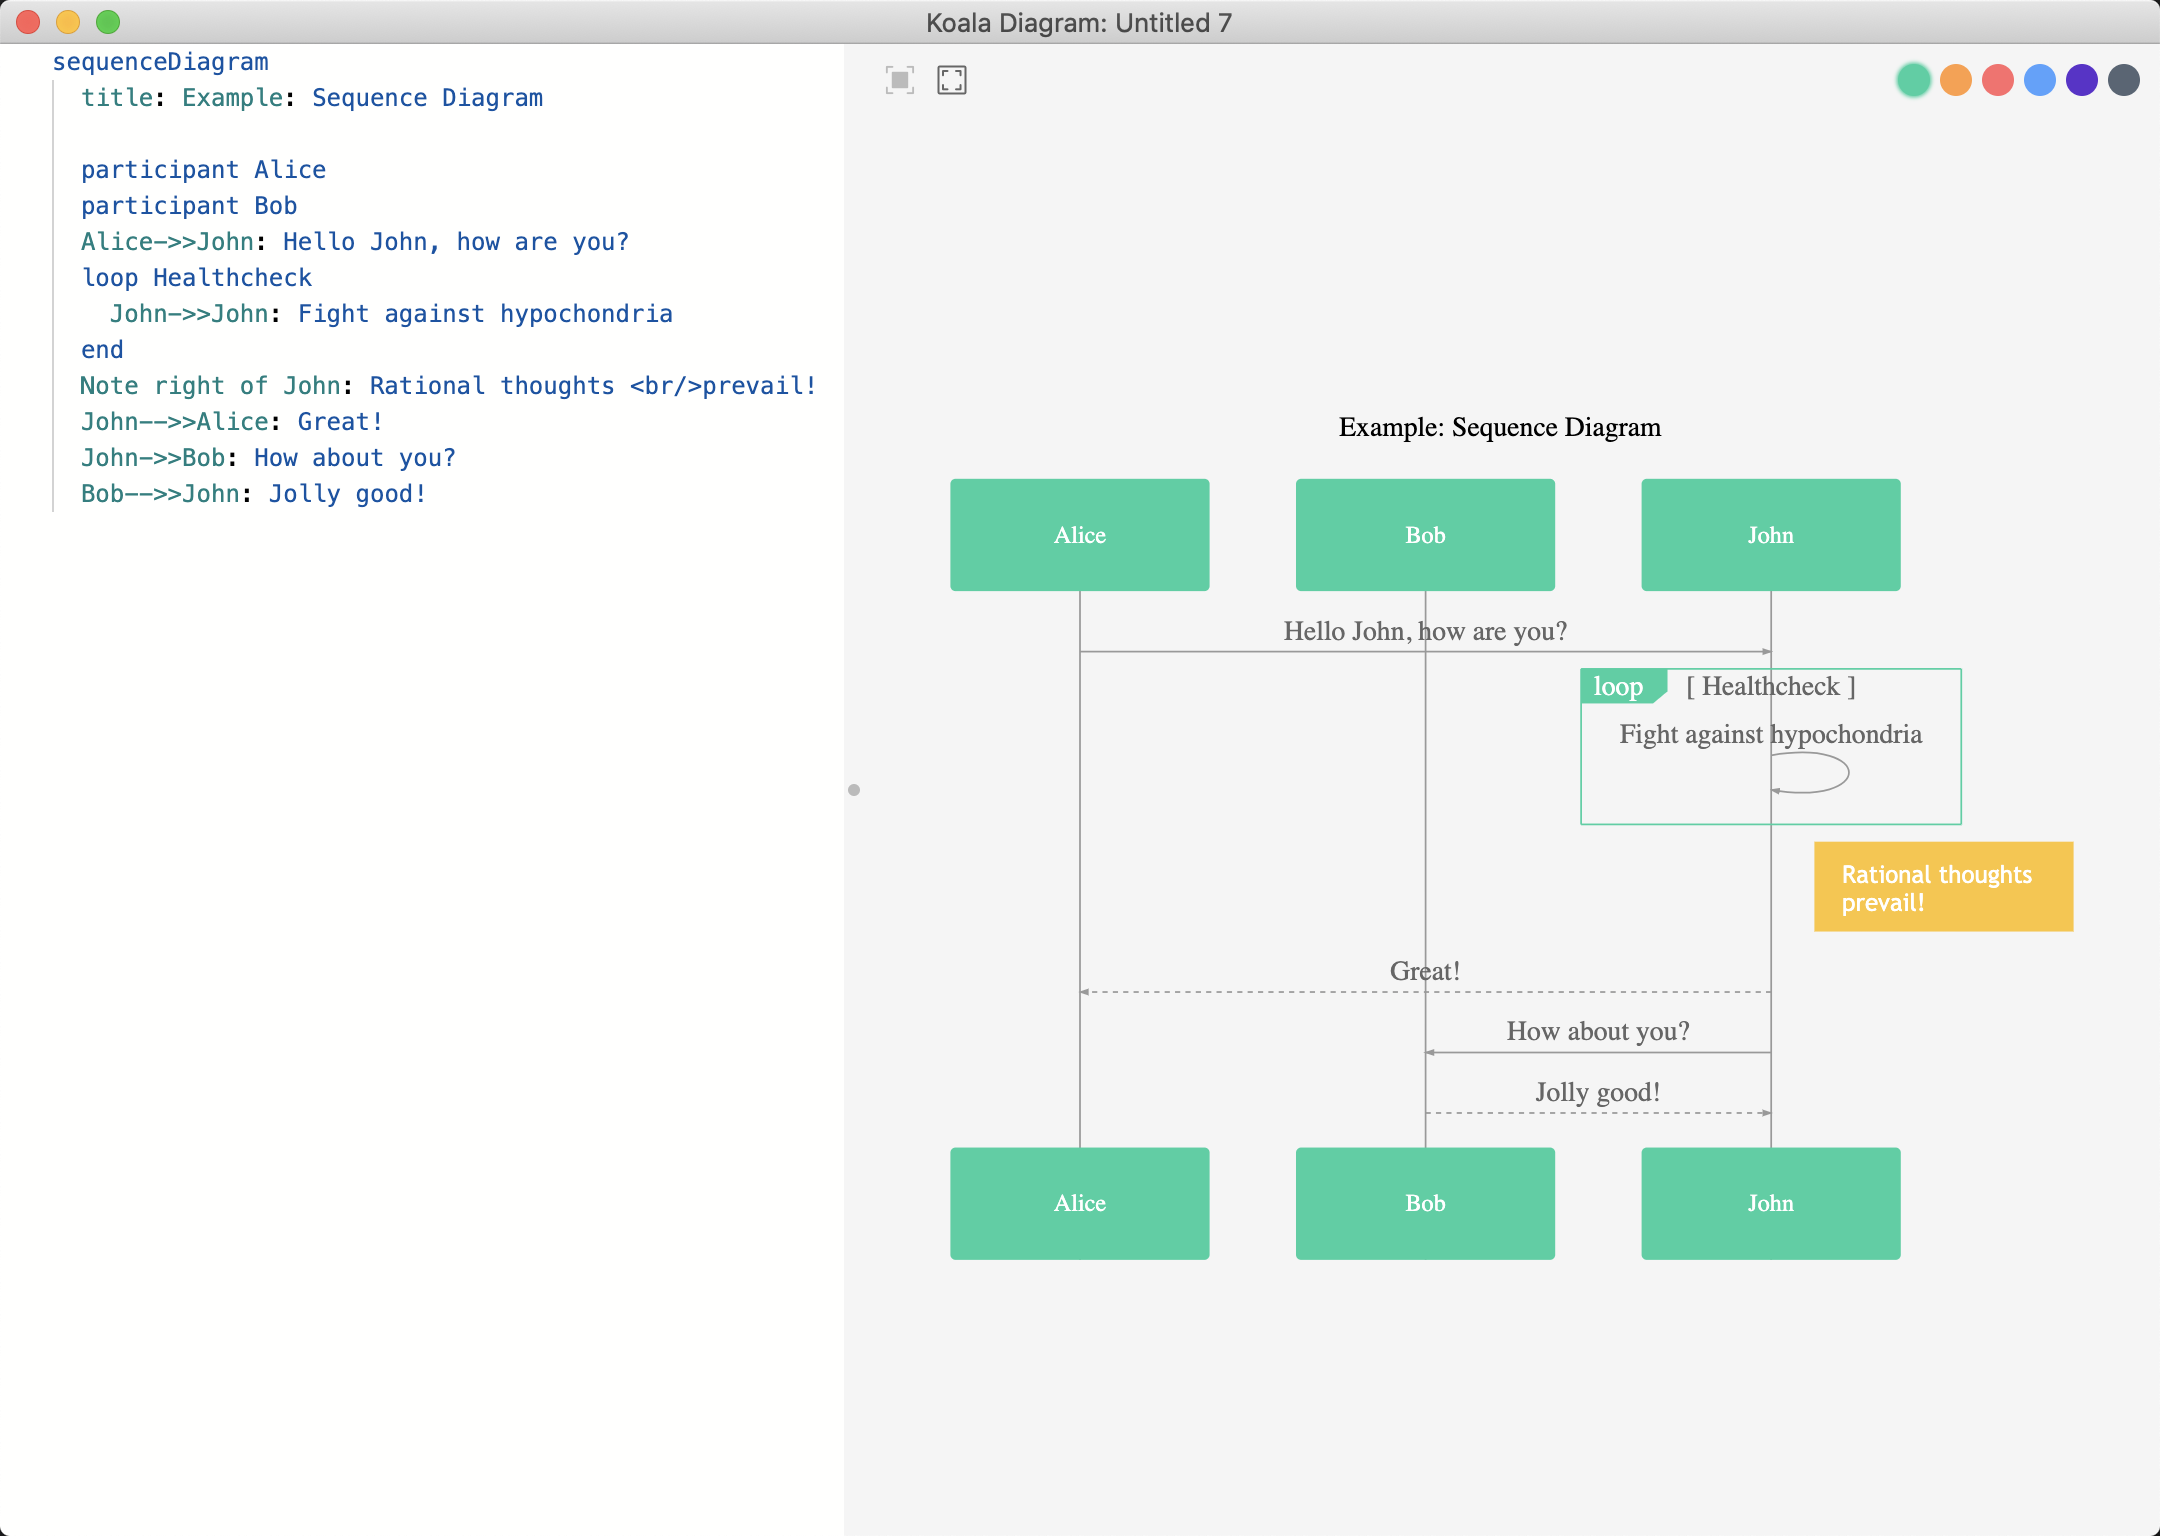 Koala Diagram: Untitled 7
sequenceDiagram
title: Example: Sequence Diagram
participant Alice
participant Bob
Alice->>John: Hello John, how are you?
loop Healthcheck
John->>John: Fight against hypochondria
end
Note right of John: Rational thoughts <br/>prevail!
John-->>Alice: Great!
John->>Bob: How about you?
Bob-->>John: Jolly good!
Example: Sequence Diagram
Alice
Bob
John
Hello John, how are you?
loop
[ Healthcheck ]
Fight against hypochondria
Rational thoughts
prevail!
Great!
How about you?
Jolly good!
Alice
Bob
John